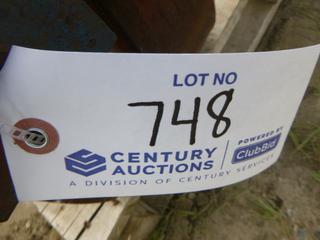 LOT NO
748
CENTURY AUCTIONS
POWERED BY
ClubBid
A DIVISION OF CENTURY SERVICES